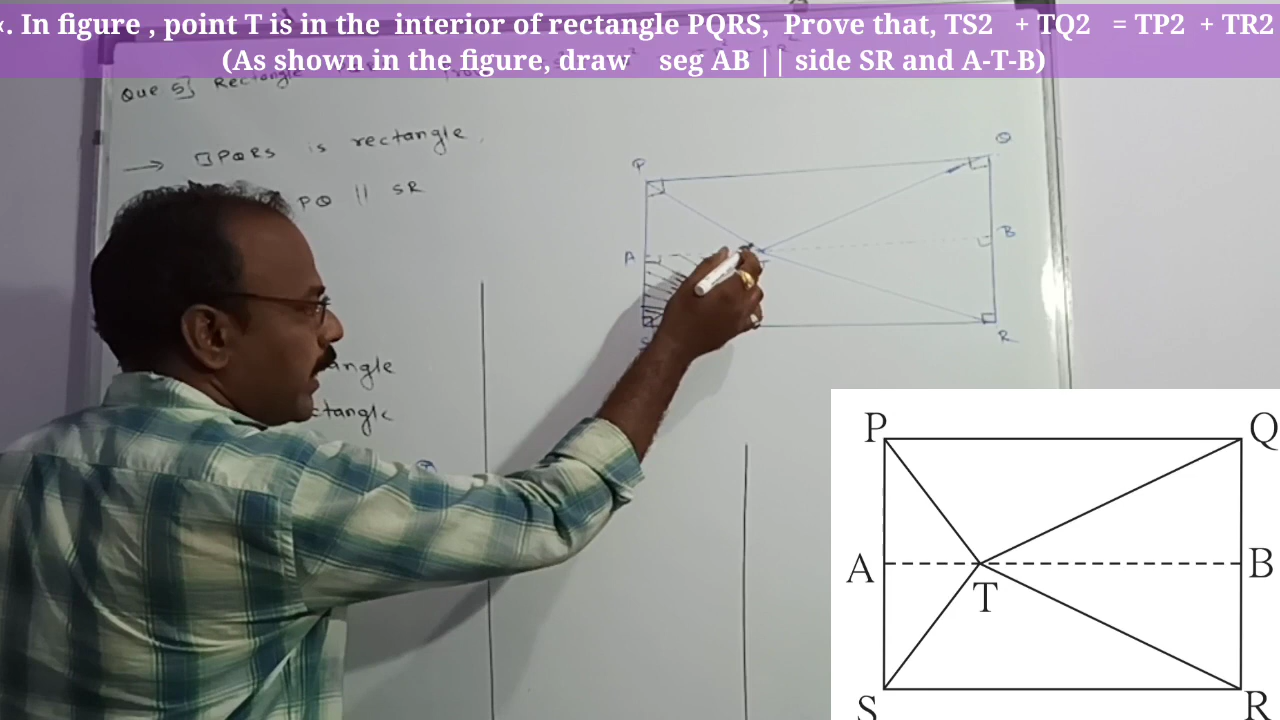 ‹. In figure , point T is in the interior of rectangle PQRS, Prove that, TS2 + TQ2 = TP2 + TR2
(As shown in the figure, draw seg AB || side SR and A-T-B)
Que 5] Rectangle
→ □PQRS is rectangle.
PQ || SR
angle
ctangle
P
Q
A
B
R
P
Q
A
T
B
S
R